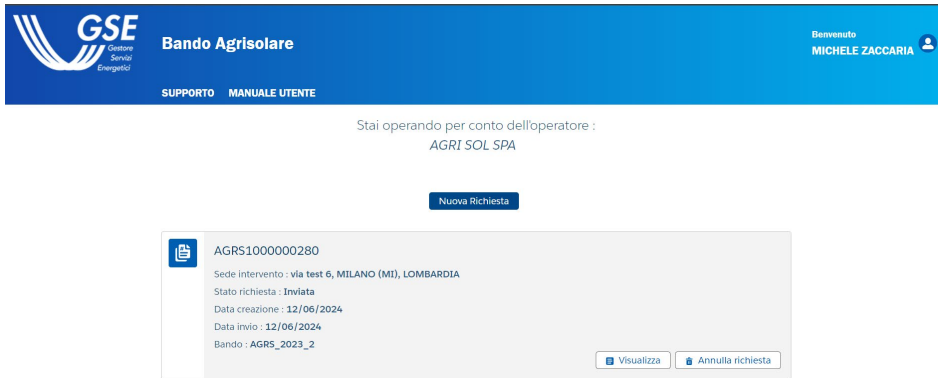 GSE
Gestore
Servizi
Energetici
Bando Agrisolare
Benvenuto
MICHELE ZACCARIA
SUPPORTO MANUALE UTENTE
Stai operando per conto dell'operatore :
AGRI SOL SPA
Nuova Richiesta
AGRS1000000280
Sede intervento : via test 6, MILANO (MI), LOMBARDIA
Stato richiesta : Inviata
Data creazione : 12/06/2024
Data invio : 12/06/2024
Bando : AGRS_2023_2
Visualizza Annulla richiesta